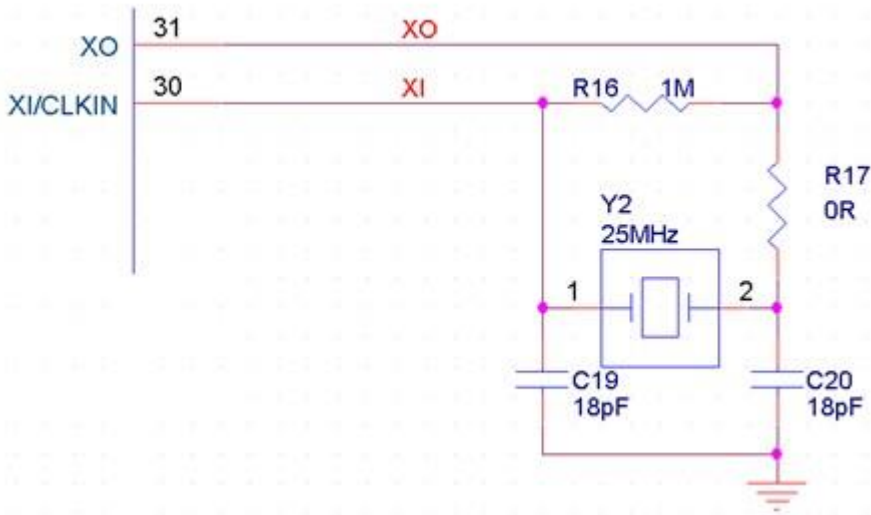 31
XO
XO
30
XI/CLKIN
XI
R16 1M
R17
0R
Y2
25MHz
1
2
C19
18pF
C20
18pF